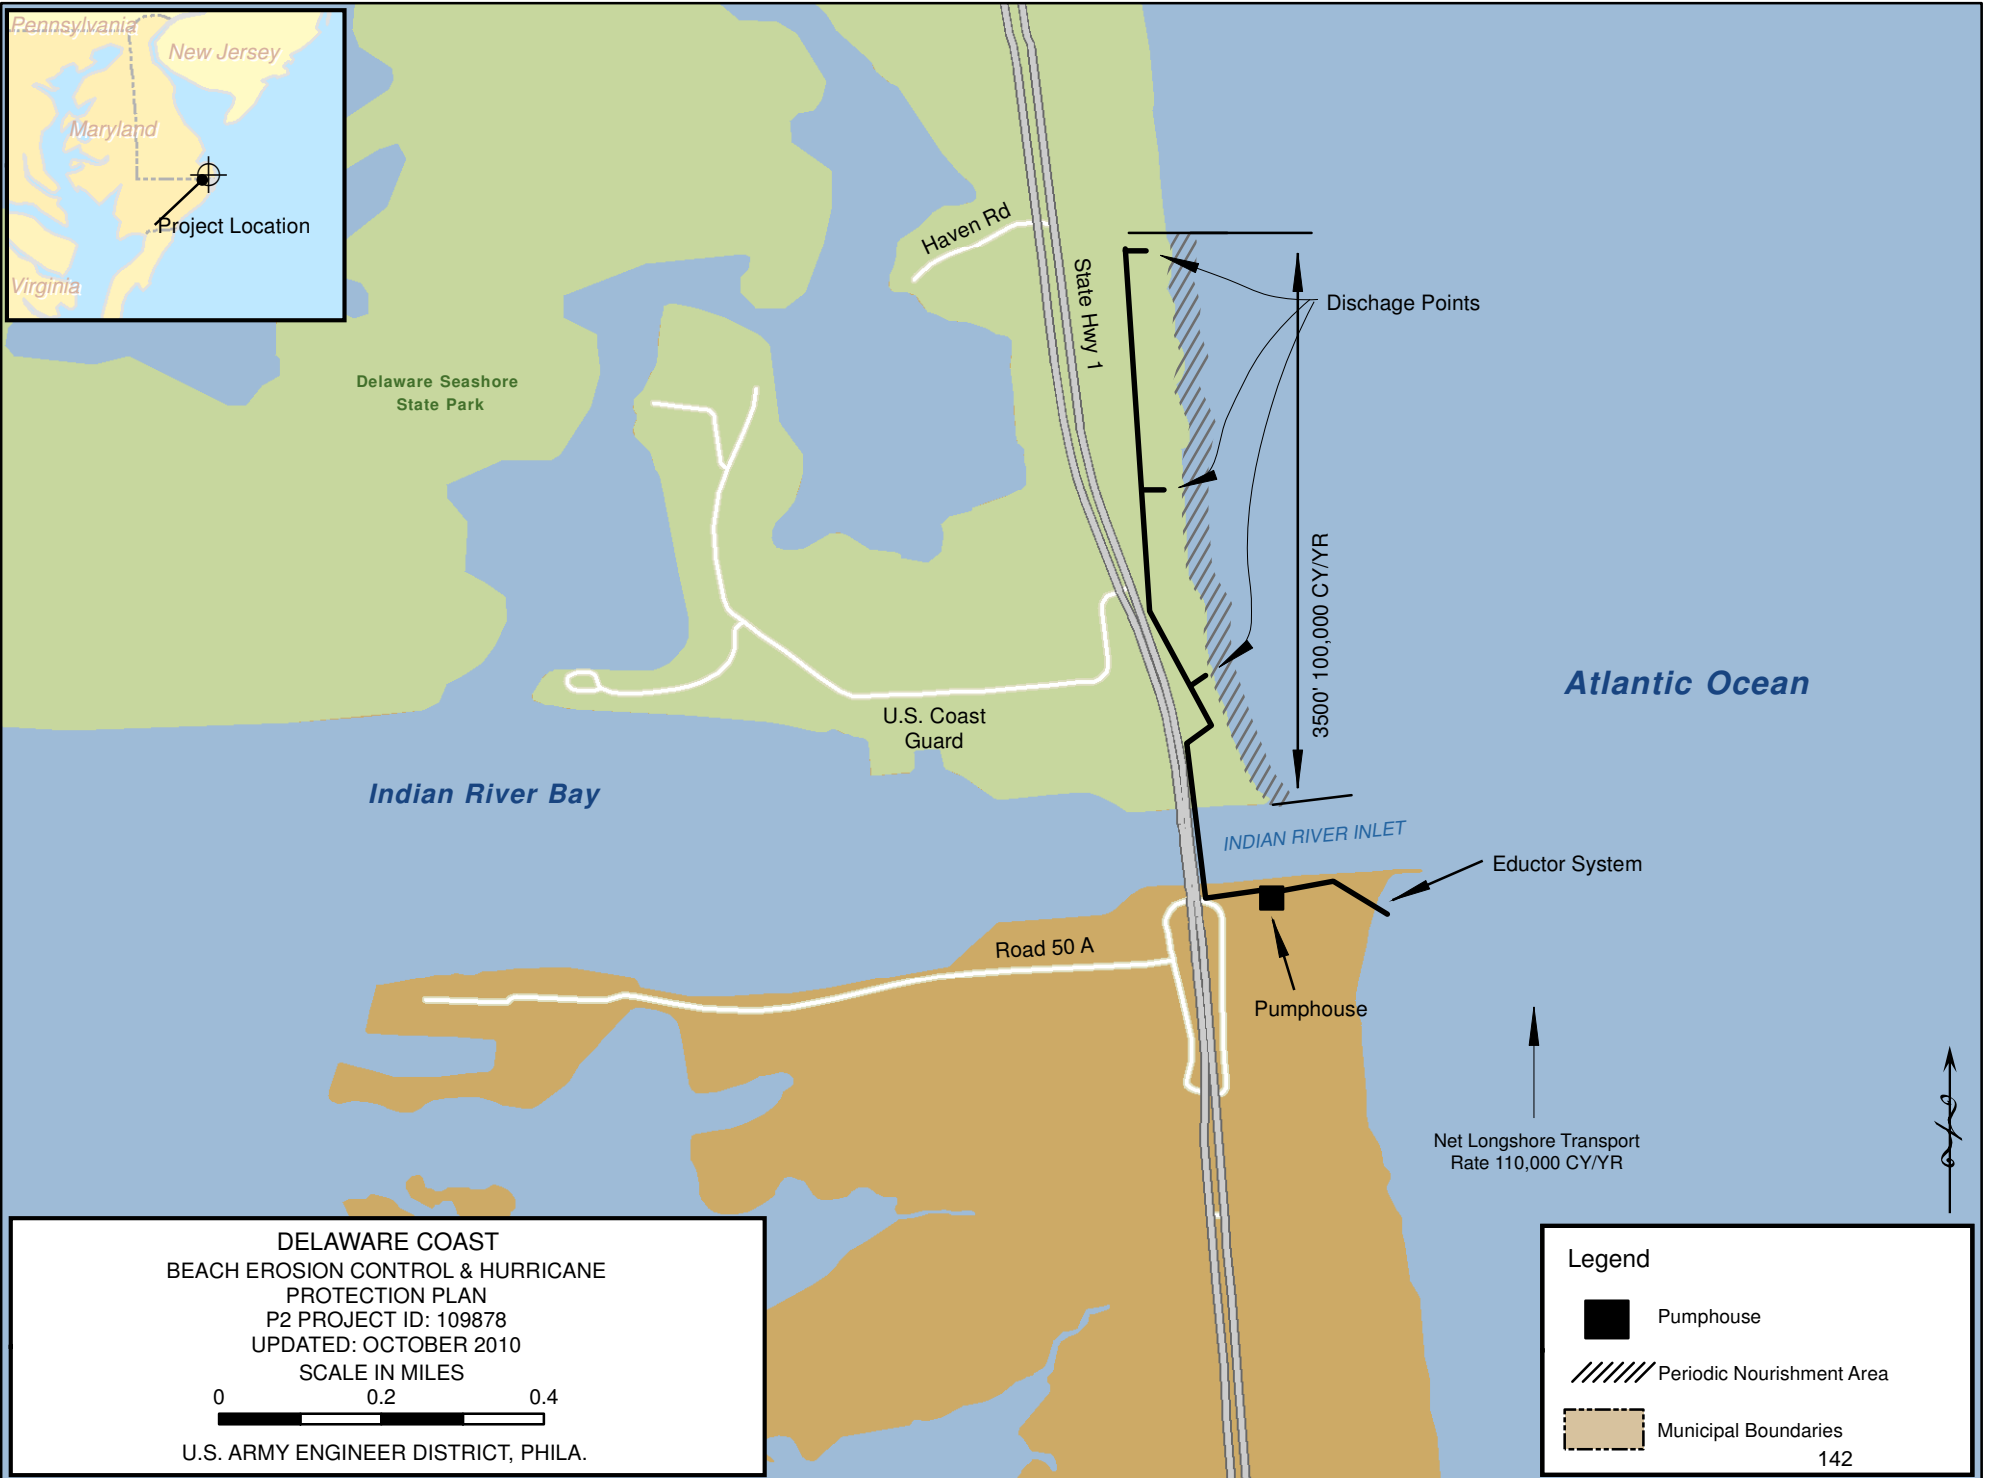 Pennsylvania
New Jersey
Maryland
Project Location
Virginia
Haven Rd
State Hwy 1
Dischage Points
Delaware Seashore
State Park
3500' 100,000 CY/YR
Atlantic Ocean
U.S. Coast
Guard
Indian River Bay
INDIAN RIVER INLET
Eductor System
Road 50 A
Pumphouse
Net Longshore Transport
Rate 110,000 CY/YR
DELAWARE COAST
BEACH EROSION CONTROL & HURRICANE
PROTECTION PLAN
P2 PROJECT ID: 109878
UPDATED: OCTOBER 2010
SCALE IN MILES
0 0.2 0.4
U.S. ARMY ENGINEER DISTRICT, PHILA.
Legend
Pumphouse
Periodic Nourishment Area
Municipal Boundaries
142